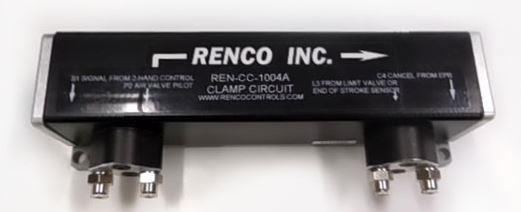 RENCO INC.
REN-CC-1004A
CLAMP CIRCUIT
WWW.RENCOCONTROLS.COM
S1 SIGNAL FROM 2-HAND CONTROL
P2 AIR VALVE PILOT
C4 CANCEL FROM EPR
L3 FROM LIMIT VALVE OR
END OF STROKE SENSOR